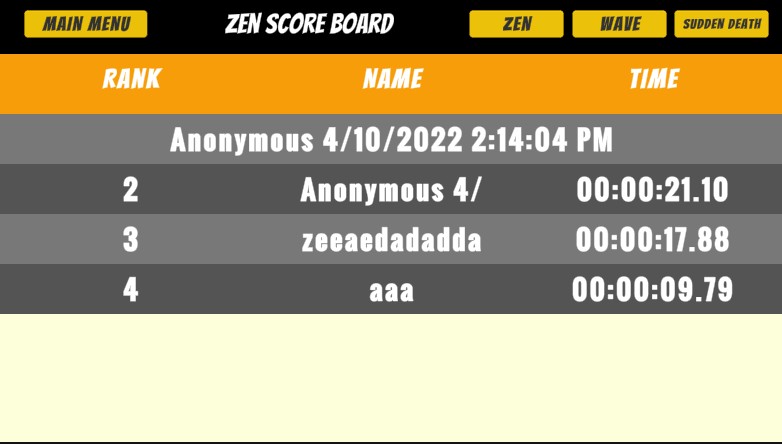 MAIN MENU ZEN SCORE BOARD ZEN WAVE SUDDEN DEATH
RANK NAME TIME
Anonymous 4/10/2022 2:14:04 PM
2 Anonymous 4/ 00:00:21.10
3 zeeaedadadda 00:00:17.88
4 aaa 00:00:09.79